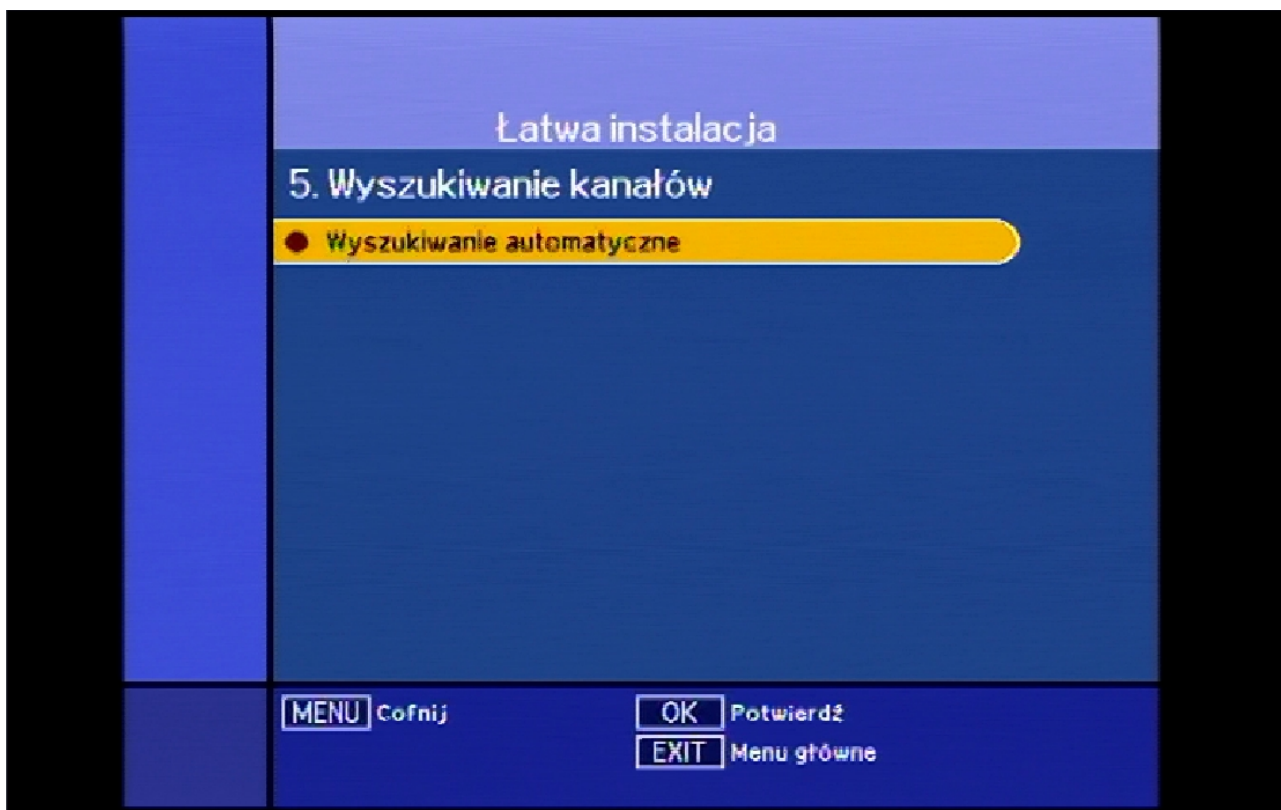 Łatwa instalacja
5. Wyszukiwanie kanałów
Wyszukiwanie automatyczne
MENU Cofnij
OK Potwierdź
EXIT Menu główne